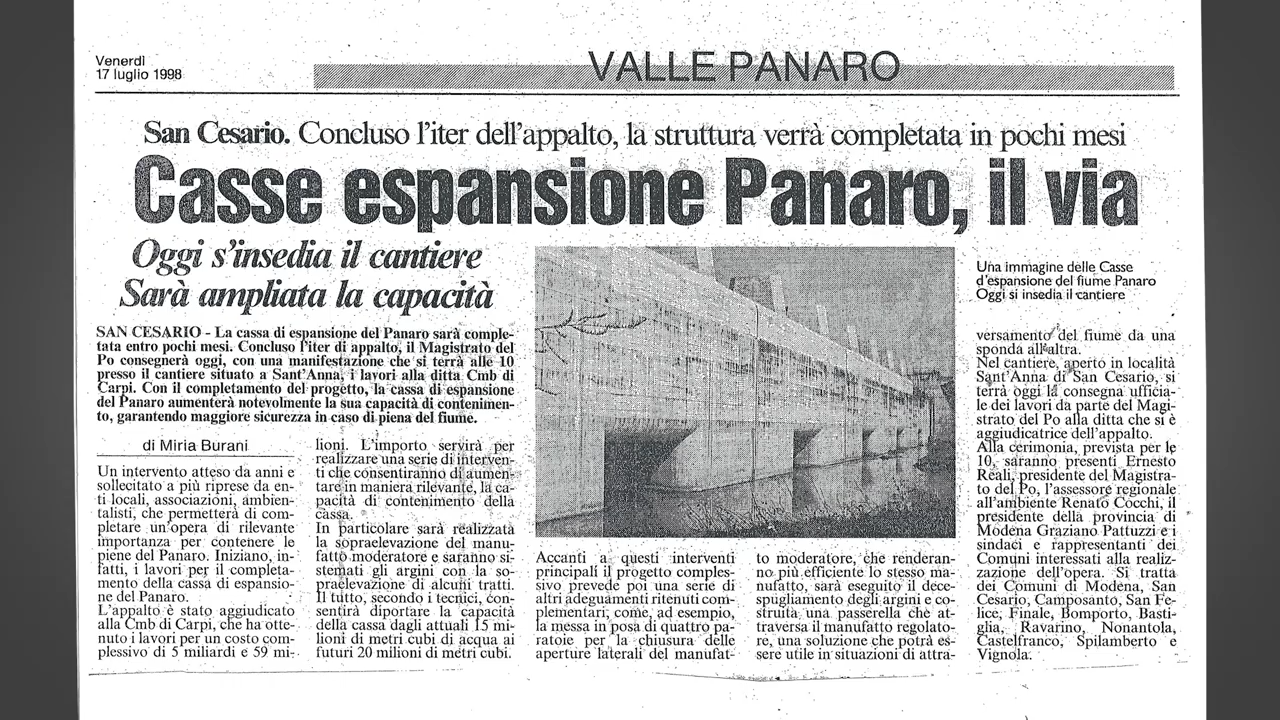 Venerdì
17 luglio 1998
VALLE PANARO
San Cesario. Concluso l'iter dell'appalto, la struttura verrà completata in pochi mesi
Casse espansione Panaro, il via
Oggi s'insedia il cantiere
Sarà ampliata la capacità
SAN CESARIO - La cassa di espansione del Panaro sarà comple-
tata entro pochi mesi. Concluso l'iter di appalto, il Magistrato del
Po consegnerà oggi, con una manifestazione che si terrà alle 10
presso il cantiere situato a Sant'Anna, i lavori alla ditta Cmb di
Carpi. Con il completamento del progetto, la cassa di espansione
del Panaro aumenterà notevolmente la sua capacità di contenimen-
to, garantendo maggiore sicurezza in caso di piena del fiume.
di Miria Burani
Un intervento atteso da anni e
sollecitato a più riprese da en-
ti locali, associazioni, ambien-
talisti, che permetterà di com-
pletare un'opera di rilevante
importanza per contenere le
piene del Panaro. Iniziano, in-
fatti, i lavori per il completa-
mento della cassa di espansio-
ne del Panaro.
L'appalto è stato aggiudicato
alla Cmb di Carpi, che ha otte-
nuto i lavori per un costo com-
plessivo di 5 miliardi e 59 mi-
lioni. L'importo servirà per
realizzare una serie di interven-
ti che consentiranno di aumen-
tare in maniera rilevante, la ca-
pacità di contenimento della
cassa.
In particolare sarà realizzata
la sopraelevazione del manu-
fatto moderatore e saranno si-
stemati gli argini con la so-
praelevazione di alcuni tratti.
Il tutto, secondo i tecnici, con-
sentirà diportare la capacità
della cassa dagli attuali 15 mi-
lioni di metri cubi di acqua ai
futuri 20 milioni di metri cubi.
Accanti a questi interventi
principali il progetto comples-
sivo prevede poi una serie di
altri adeguamenti ritenuti com-
plementari; come, ad esempio,
la messa in posa di quattro pa-
ratoie per la chiusura delle
aperture laterali del manufat-
to moderatore, che renderan-
no più efficiente lo stesso ma-
nufatto, sarà eseguito il dece-
spugliamento degli argini e co-
struita una passerella che at-
traversa il manufatto regolato-
re, una soluzione che potrà es-
sere utile in situazioni di attra-
Una immagine delle Casse
d'espansione del fiume Panaro
Oggi si insedia il cantiere
versamento del fiume da una
sponda all'altra.
Nel cantiere, aperto in località
Sant'Anna di San Cesario, si
terrà oggi la consegna ufficia-
le dei lavori da parte del Magi-
strato del Po alla ditta che si è
aggiudicatrice dell'appalto.
Alla cerimonia, prevista per le
10, saranno presenti Ernesto
Reali, presidente del Magistra-
to del Po, l'assessore regionale
all'ambiente Renato Cocchi, il
presidente della provincia di
Modena Graziano Pattuzzi e i
sindaci e rappresentanti dei
Comuni interessati alla realiz-
zazione dell'opera. Si tratta
dei Comuni di Modena, San
Cesario, Camposanto, San Fe-
lice, Finale, Bomporto, Basti-
glia, Ravarino, Nonantola,
Castelfranco, Spilamberto e
Vignola.